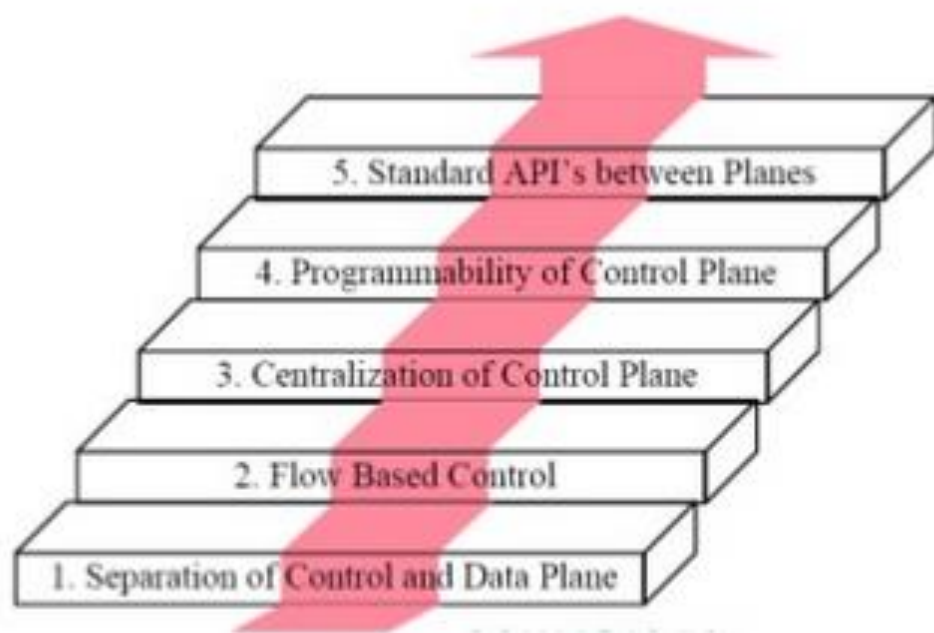 5. Standard API's between Planes
4. Programmability of Control Plane
3. Centralization of Control Plane
2. Flow Based Control
1. Separation of Control and Data Plane